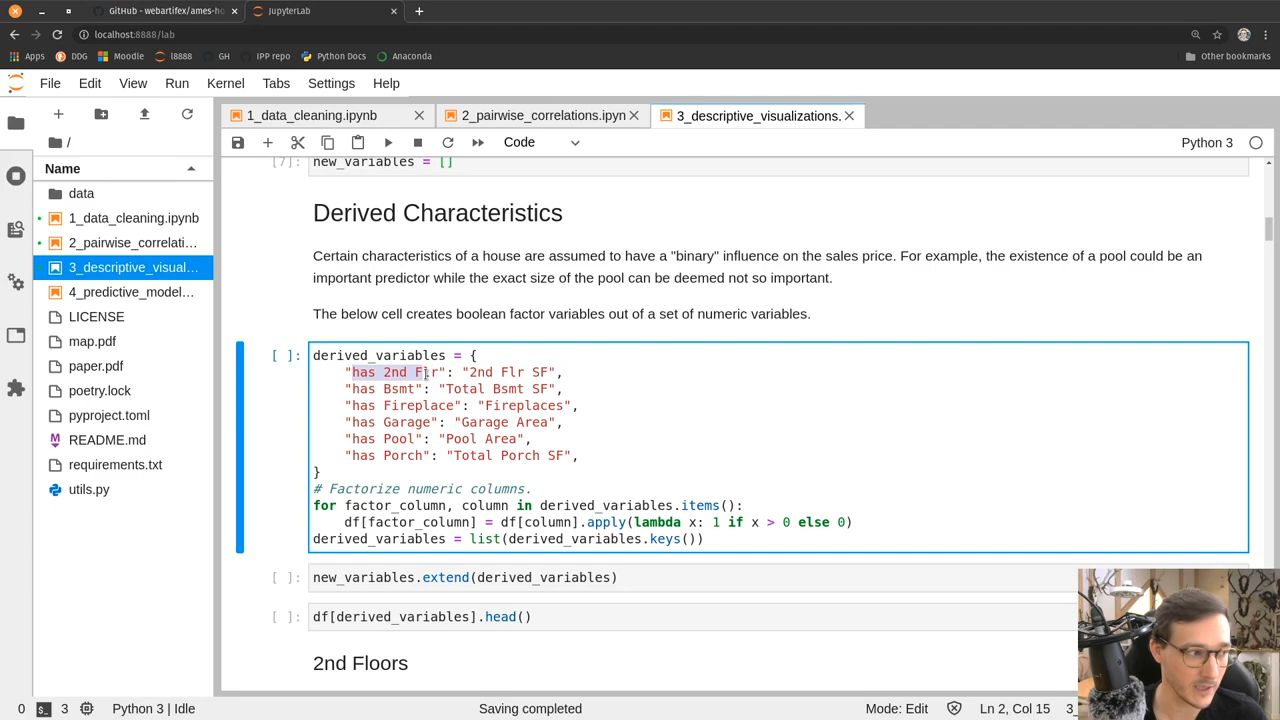 GitHub - webartifex/ames-ho
JupyterLab
localhost:8888/lab
Apps
DDG
Moodle
l8888
GH
IPP repo
Python Docs
Anaconda
Other bookmarks
File
Edit
View
Run
Kernel
Tabs
Settings
Help
1_data_cleaning.ipynb
2_pairwise_correlations.ipyn
3_descriptive_visualizations.
/
Code
Python 3
Name
data
1_data_cleaning.ipynb
2_pairwise_correlati...
3_descriptive_visual...
4_predictive_model...
LICENSE
map.pdf
paper.pdf
poetry.lock
pyproject.toml
README.md
requirements.txt
utils.py
[7]: new_variables = []
Derived Characteristics
Certain characteristics of a house are assumed to have a "binary" influence on the sales price. For example, the existence of a pool could be an
important predictor while the exact size of the pool can be deemed not so important.
The below cell creates boolean factor variables out of a set of numeric variables.
[ ]: derived_variables = {
"has 2nd Flr": "2nd Flr SF",
"has Bsmt": "Total Bsmt SF",
"has Fireplace": "Fireplaces",
"has Garage": "Garage Area",
"has Pool": "Pool Area",
"has Porch": "Total Porch SF",
}
# Factorize numeric columns.
for factor_column, column in derived_variables.items():
df[factor_column] = df[column].apply(lambda x: 1 if x > 0 else 0)
derived_variables = list(derived_variables.keys())
[ ]: new_variables.extend(derived_variables)
[ ]: df[derived_variables].head()
2nd Floors
0
3
Python 3 | Idle
Saving completed
Mode: Edit
Ln 2, Col 15
3_